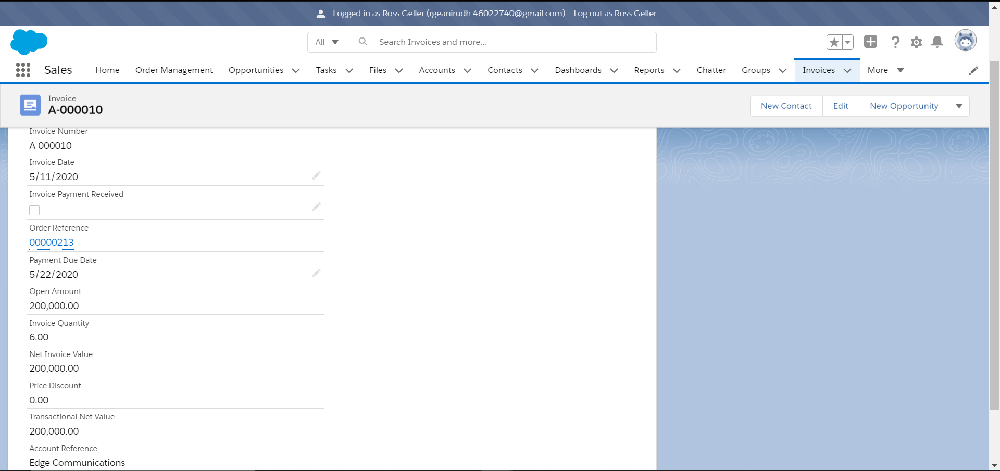 Logged in as Ross Geller (rgeanirudh.46022740@gmail.com) Log out as Ross Geller
All Search Invoices and more...
Sales Home Order Management Opportunities Tasks Files Accounts Contacts Dashboards Reports Chatter Groups Invoices More
Invoice
A-000010
New Contact Edit New Opportunity
Invoice Number
A-000010
Invoice Date
5/11/2020
Invoice Payment Received
Order Reference
00000213
Payment Due Date
5/22/2020
Open Amount
200,000.00
Invoice Quantity
6.00
Net Invoice Value
200,000.00
Price Discount
0.00
Transactional Net Value
200,000.00
Account Reference
Edge Communications